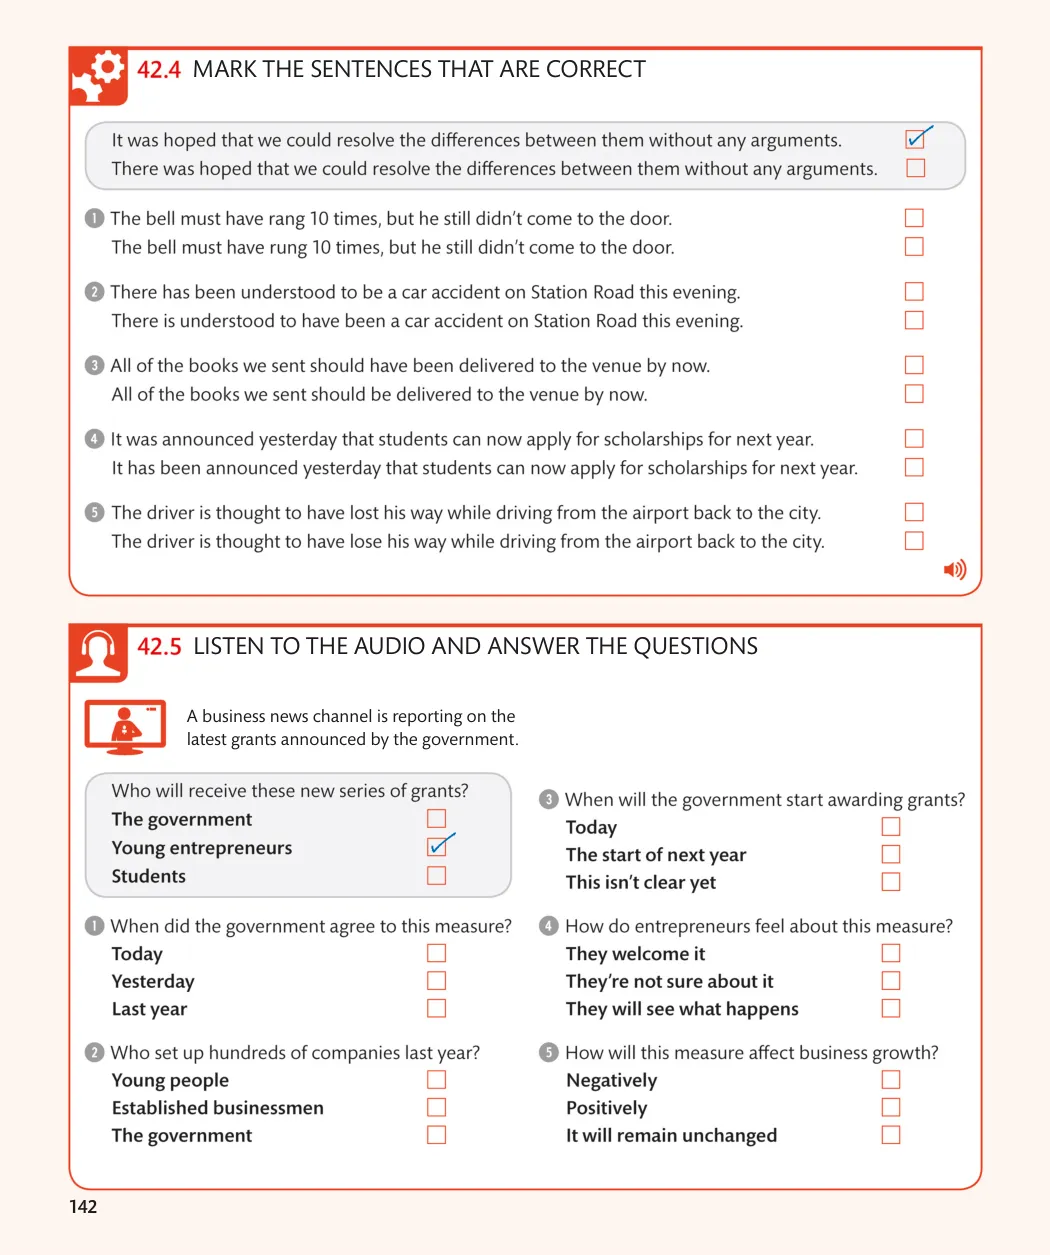 42.4 MARK THE SENTENCES THAT ARE CORRECT
It was hoped that we could resolve the differences between them without any arguments.
There was hoped that we could resolve the differences between them without any arguments.
1 The bell must have rang 10 times, but he still didn’t come to the door.
The bell must have rung 10 times, but he still didn’t come to the door.
2 There has been understood to be a car accident on Station Road this evening.
There is understood to have been a car accident on Station Road this evening.
3 All of the books we sent should have been delivered to the venue by now.
All of the books we sent should be delivered to the venue by now.
4 It was announced yesterday that students can now apply for scholarships for next year.
It has been announced yesterday that students can now apply for scholarships for next year.
5 The driver is thought to have lost his way while driving from the airport back to the city.
The driver is thought to have lose his way while driving from the airport back to the city.
42.5 LISTEN TO THE AUDIO AND ANSWER THE QUESTIONS
A business news channel is reporting on the
latest grants announced by the government.
Who will receive these new series of grants?
The government
Young entrepreneurs
Students
1 When did the government agree to this measure?
Today
Yesterday
Last year
2 Who set up hundreds of companies last year?
Young people
Established businessmen
The government
3 When will the government start awarding grants?
Today
The start of next year
This isn’t clear yet
4 How do entrepreneurs feel about this measure?
They welcome it
They’re not sure about it
They will see what happens
5 How will this measure affect business growth?
Negatively
Positively
It will remain unchanged
142